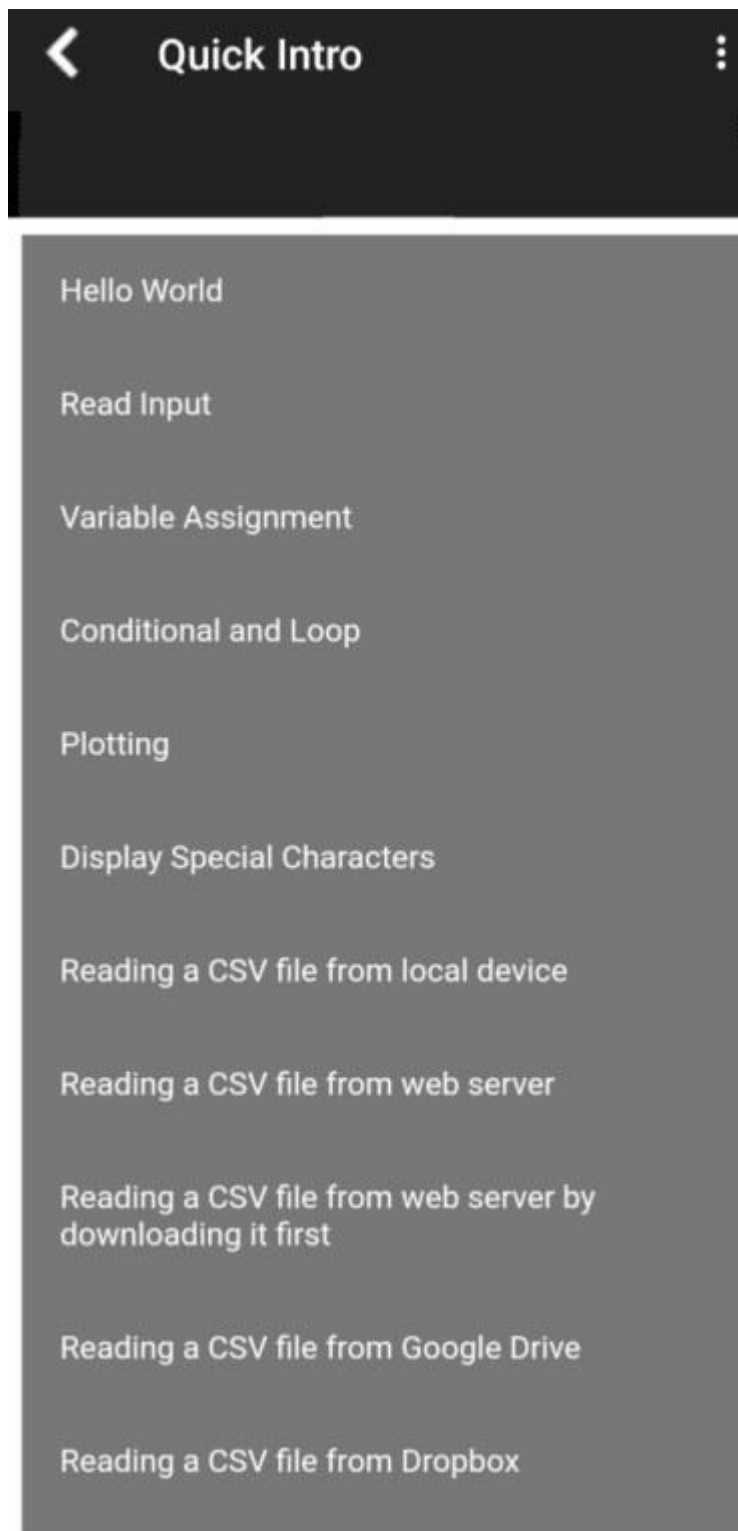 Quick Intro
Hello World
Read Input
Variable Assignment
Conditional and Loop
Plotting
Display Special Characters
Reading a CSV file from local device
Reading a CSV file from web server
Reading a CSV file from web server by
downloading it first
Reading a CSV file from Google Drive
Reading a CSV file from Dropbox